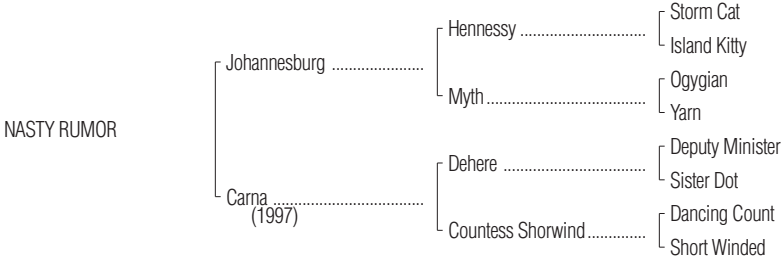 Storm Cat
Hennessy ..............................
Island Kitty
Johannesburg ......................
Ogygian
Myth......................................
Yarn
NASTY RUMOR
Deputy Minister
Dehere ..................................
Sister Dot
Carna ....................................
(1997)
Dancing Count
Countess Shorwind..............
Short Winded